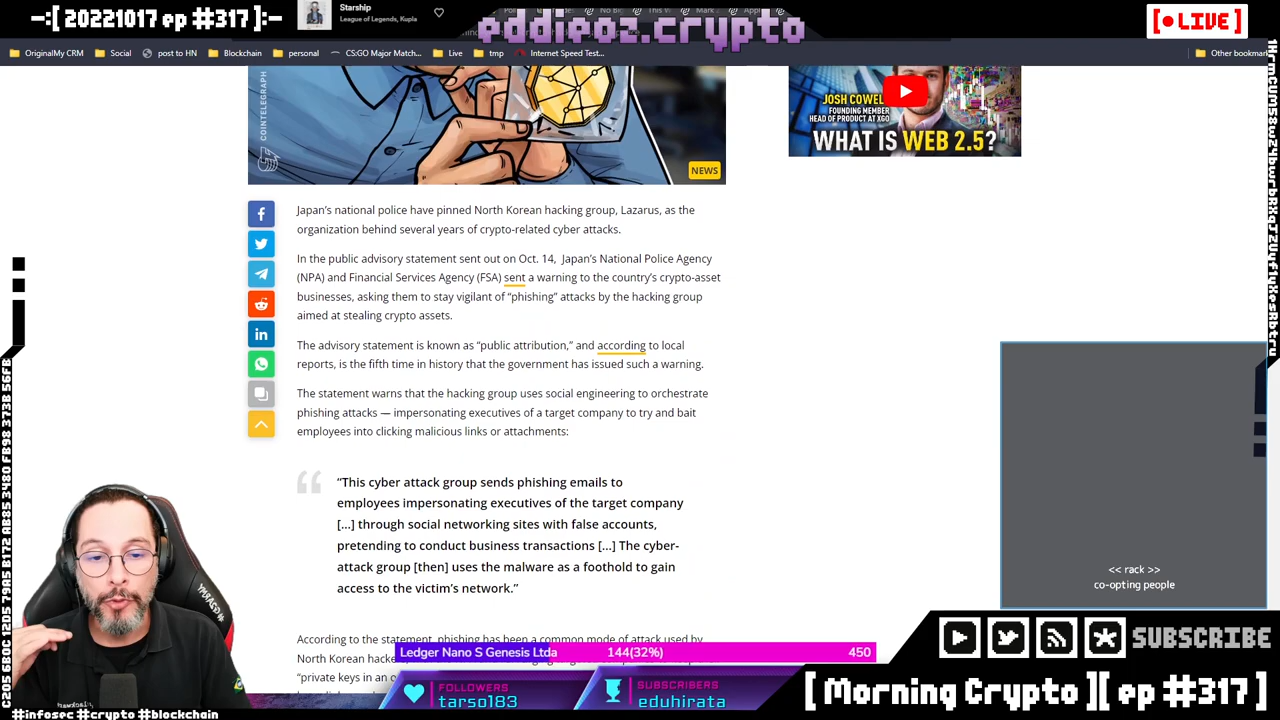 -:[ 20221017 ep #317 ]:-
Starship
League of Legends, Kupla
eddieoz.crypto
[ ● LIVE ]
OriginalMy CRM
Social
post to HN
Blockchain
personal
CS:GO Major Match...
Live
tmp
Internet Speed Test...
Other bookmar
COINTELEGRAPH
NEWS
JOSH COWEL
FOUNDING MEMBER
HEAD OF PRODUCT AT XGO
WHAT IS WEB 2.5?
Japan's national police have pinned North Korean hacking group, Lazarus, as the
organization behind several years of crypto-related cyber attacks.
In the public advisory statement sent out on Oct. 14, Japan's National Police Agency
(NPA) and Financial Services Agency (FSA) sent a warning to the country's crypto-asset
businesses, asking them to stay vigilant of "phishing" attacks by the hacking group
aimed at stealing crypto assets.
The advisory statement is known as "public attribution," and according to local
reports, is the fifth time in history that the government has issued such a warning.
The statement warns that the hacking group uses social engineering to orchestrate
phishing attacks — impersonating executives of a target company to try and bait
employees into clicking malicious links or attachments:
"This cyber attack group sends phishing emails to
employees impersonating executives of the target company
[...] through social networking sites with false accounts,
pretending to conduct business transactions [...] The cyber-
attack group [then] uses the malware as a foothold to gain
access to the victim's network."
According to the statement, phishing has been a common mode of attack used by
North Korean hacke
"private keys in an
<< rack >>
co-opting people
SUBSCRIBE
Ledger Nano S Genesis Ltda
144(32%)
450
FOLLOWERS
tarso183
SUBSCRIBERS
eduhirata
[ Morning Crypto ][ ep #317 ]
#infosec #crypto #blockchain